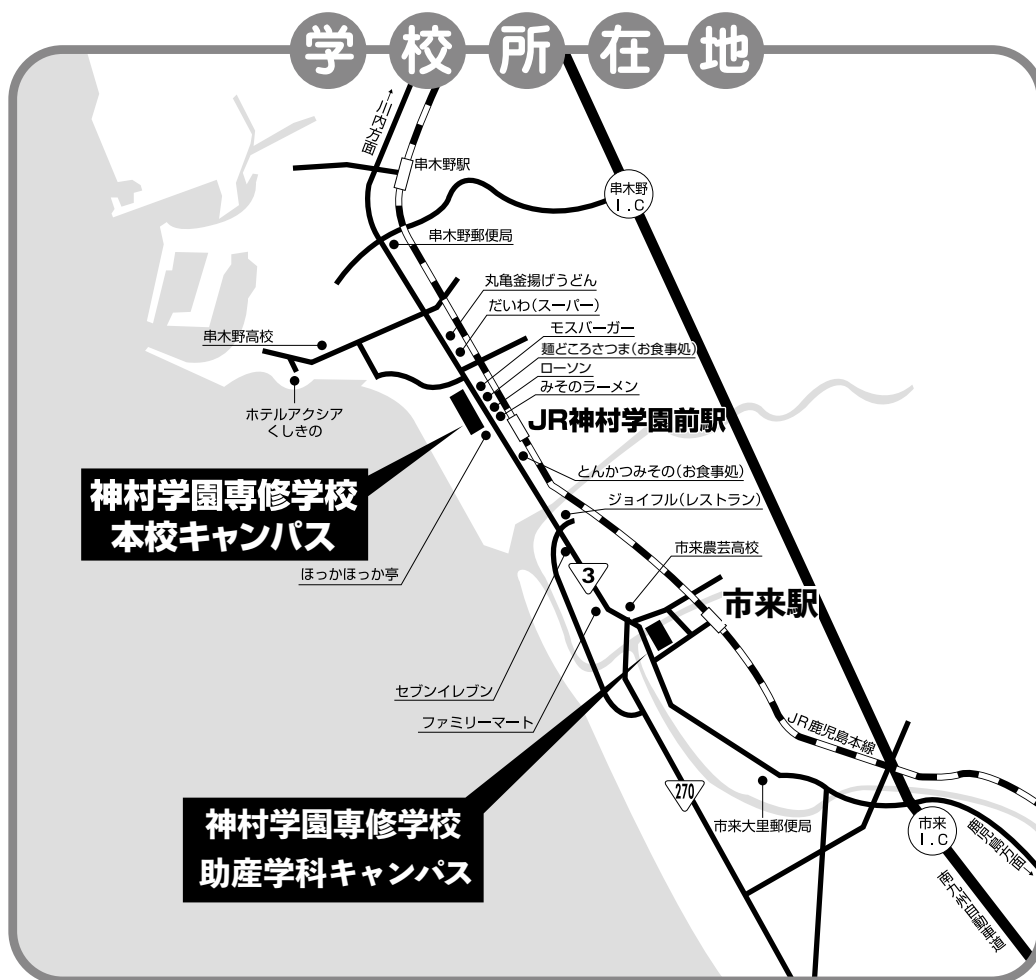 学校所在地
↑川内方面
串木野駅
串木野
I.C
串木野郵便局
丸亀釜揚げうどん
だいわ(スーパー)
モスバーガー
串木野高校
麺どころさつま(お食事処)
ローソン
みそのラーメン
ホテルアクシア
くしきの
JR神村学園前駅
とんかつみその(お食事処)
神村学園専修学校
本校キャンパス
ジョイフル(レストラン)
市来農芸高校
ほっかほっか亭
3
市来駅
セブンイレブン
ファミリーマート
JR鹿児島本線
270
神村学園専修学校
助産学科キャンパス
市来大里郵便局
市来
I.C
鹿児島方面→
南九州自動車道